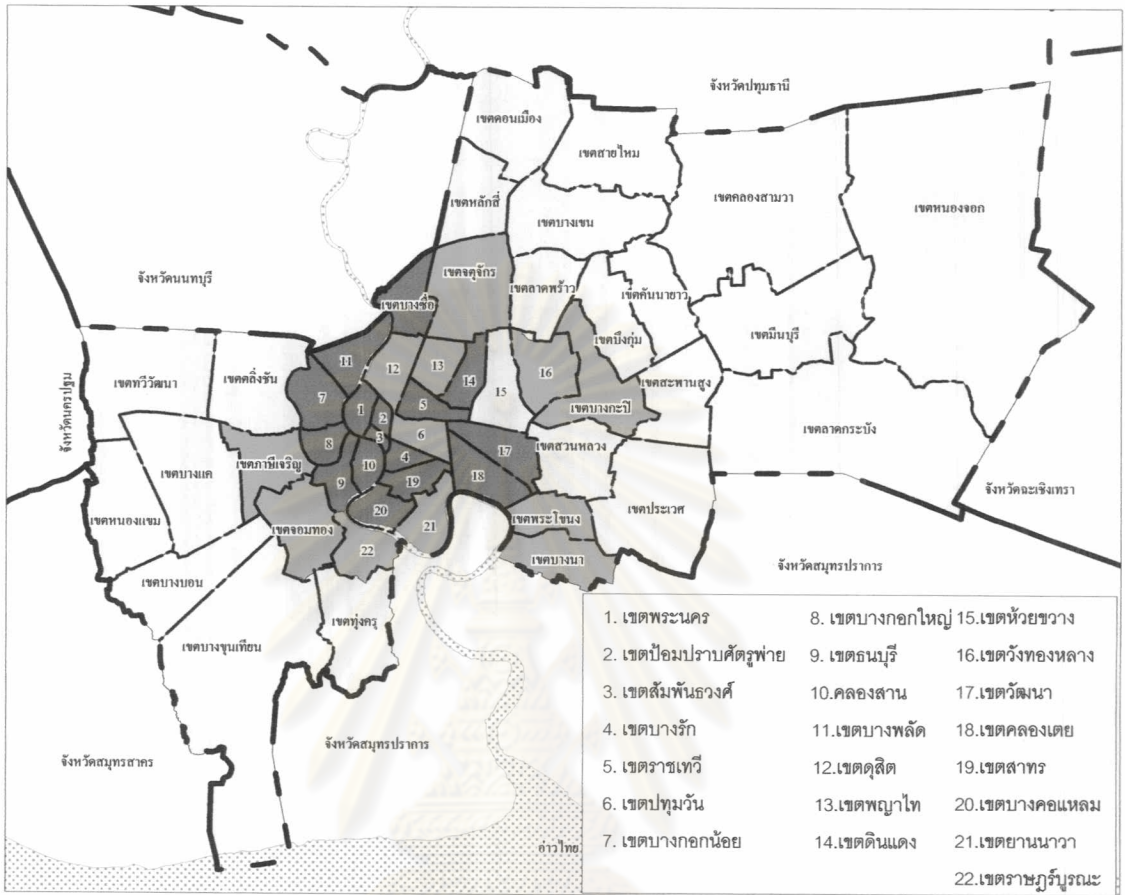 จังหวัดปทุมธานี
เขตดอนเมือง
เขตสายไหม
เขตคลองสามวา
เขตหนองจอก
เขตหลักสี่
เขตบางเขน
จังหวัดนนทบุรี
เขตจตุจักร
เขตลาดพร้าว
เขตคันนายาว
เขตบางซื่อ
เขตบึงกุ่ม
เขตมีนบุรี
เขตทวีวัฒนา
เขตตลิ่งชัน
11
12
13
14
15
16
เขตสะพานสูง
7
1
2
5
เขตบางกะปิ
จังหวัดนครปฐม
3
6
8
4
17
เขตสวนหลวง
เขตลาดกระบัง
เขตบางแค
เขตภาษีเจริญ
10
9
19
18
จังหวัดฉะเชิงเทรา
เขตหนองแขม
เขตจอมทอง
20
21
เขตพระโขนง
เขตประเวศ
22
เขตบางนา
จังหวัดสมุทรปราการ
เขตบางบอน
เขตทุ่งครุ
เขตบางขุนเทียน
จังหวัดสมุทรสาคร
จังหวัดสมุทรปราการ
อ่าวไทย
1. เขตพระนคร
2. เขตป้อมปราบศัตรูพ่าย
3. เขตสัมพันธวงศ์
4. เขตบางรัก
5. เขตราชเทวี
6. เขตปทุมวัน
7. เขตบางกอกน้อย
8. เขตบางกอกใหญ่
9. เขตธนบุรี
10.คลองสาน
11.เขตบางพลัด
12.เขตดุสิต
13.เขตพญาไท
14.เขตดินแดง
15.เขตห้วยขวาง
16.เขตวังทองหลาง
17.เขตวัฒนา
18.เขตคลองเตย
19.เขตสาทร
20.เขตบางคอแหลม
21.เขตยานนาวา
22.เขตราษฎร์บูรณะ